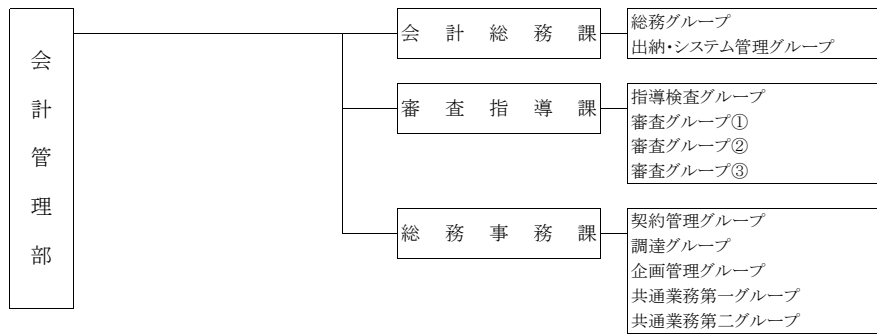 会計管理部
会計総務課
総務グループ
出納・システム管理グループ
審査指導課
指導検査グループ
審査グループ①
審査グループ②
審査グループ③
総務事務課
契約管理グループ
調達グループ
企画管理グループ
共通業務第一グループ
共通業務第二グループ